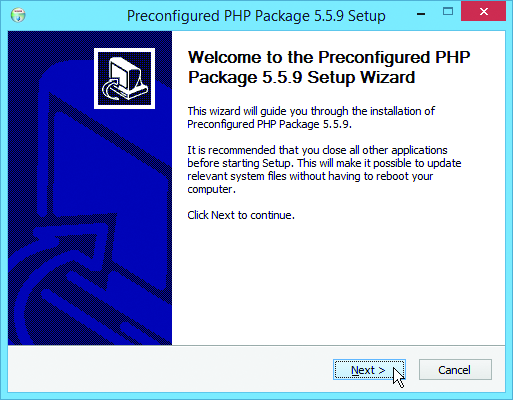 Preconfigured PHP Package 5.5.9 Setup
Welcome to the Preconfigured PHP
Package 5.5.9 Setup Wizard
This wizard will guide you through the installation of
Preconfigured PHP Package 5.5.9.
It is recommended that you close all other applications
before starting Setup. This will make it possible to update
relevant system files without having to reboot your
computer.
Click Next to continue.
Next >
Cancel